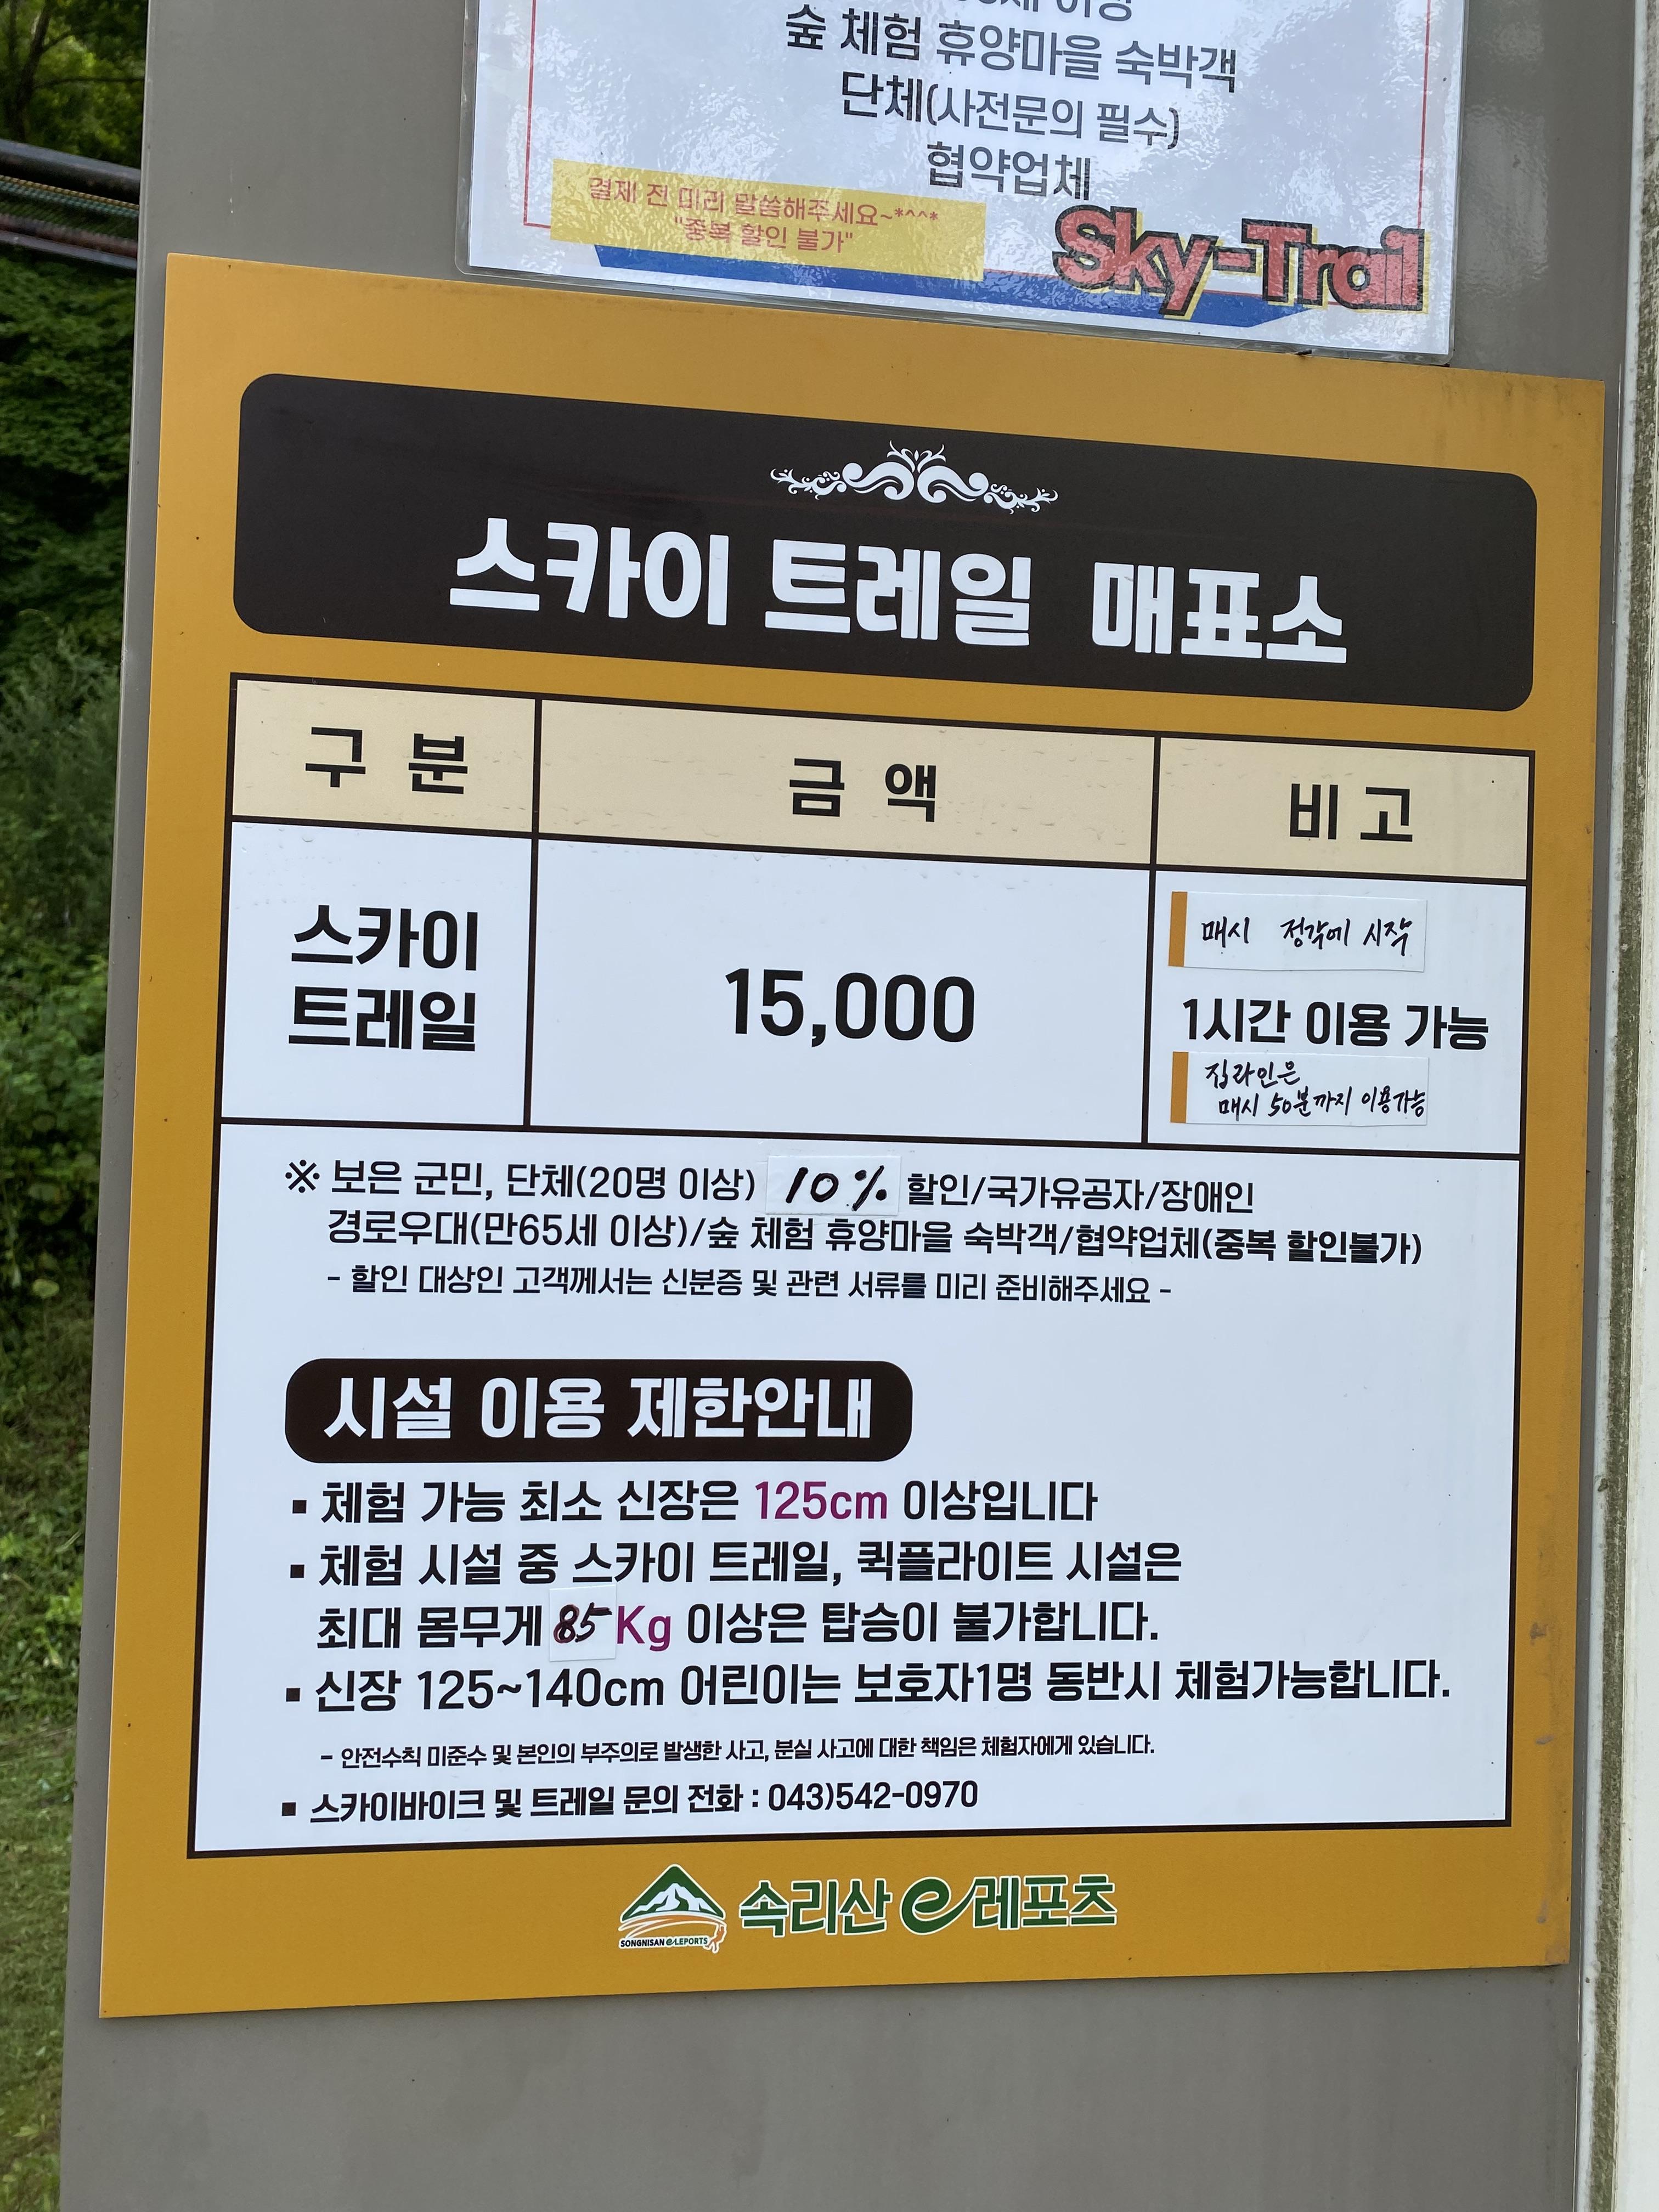 숲 체험 휴양마을 숙박객
단체(사전문의 필수)
협약업체
결제 전 미리 말씀해주세요~*^^*
"중복 할인 불가"
Sky-Trail
스카이 트레일 매표소
구 분
금 액
비 고
스카이
트레일
15,000
매시 정각에 시작
1시간 이용 가능
집라인은
매시 50분까지 이용가능
※ 보은 군민, 단체(20명 이상) 10% 할인/국가유공자/장애인
경로우대(만65세 이상)/숲 체험 휴양마을 숙박객/협약업체(중복 할인불가)
- 할인 대상인 고객께서는 신분증 및 관련 서류를 미리 준비해주세요 -
시설 이용 제한안내
▪ 체험 가능 최소 신장은 125cm 이상입니다
▪ 체험 시설 중 스카이 트레일, 퀵플라이트 시설은
최대 몸무게 85Kg 이상은 탑승이 불가합니다.
▪ 신장 125~140cm 어린이는 보호자1명 동반시 체험가능합니다.
- 안전수칙 미준수 및 본인의 부주의로 발생한 사고, 분실 사고에 대한 책임은 체험자에게 있습니다.
▪ 스카이바이크 및 트레일 문의 전화 : 043)542-0970
SONGNISAN e-LEPORTS
속리산 e레포츠